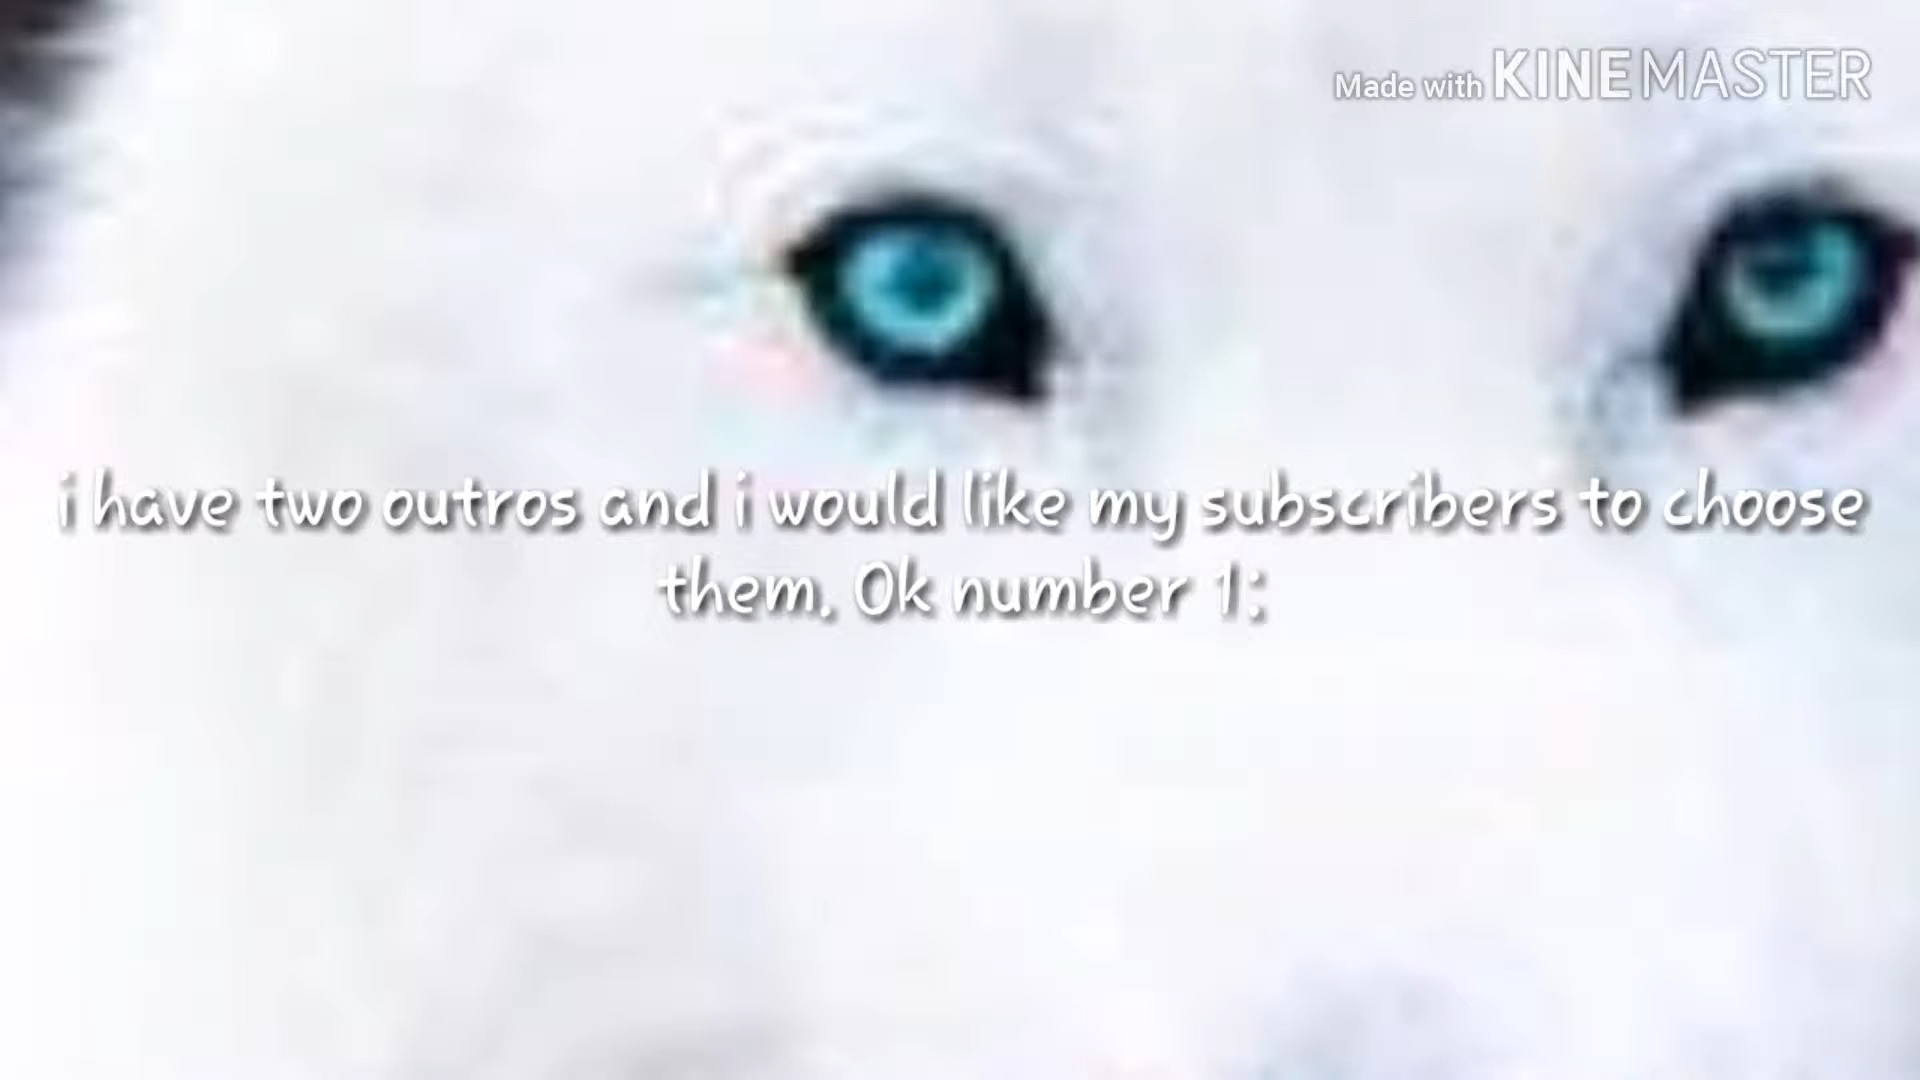 Made with KINEMASTER
i have two outros and i would like my subscribers to choose
them. Ok number 1: